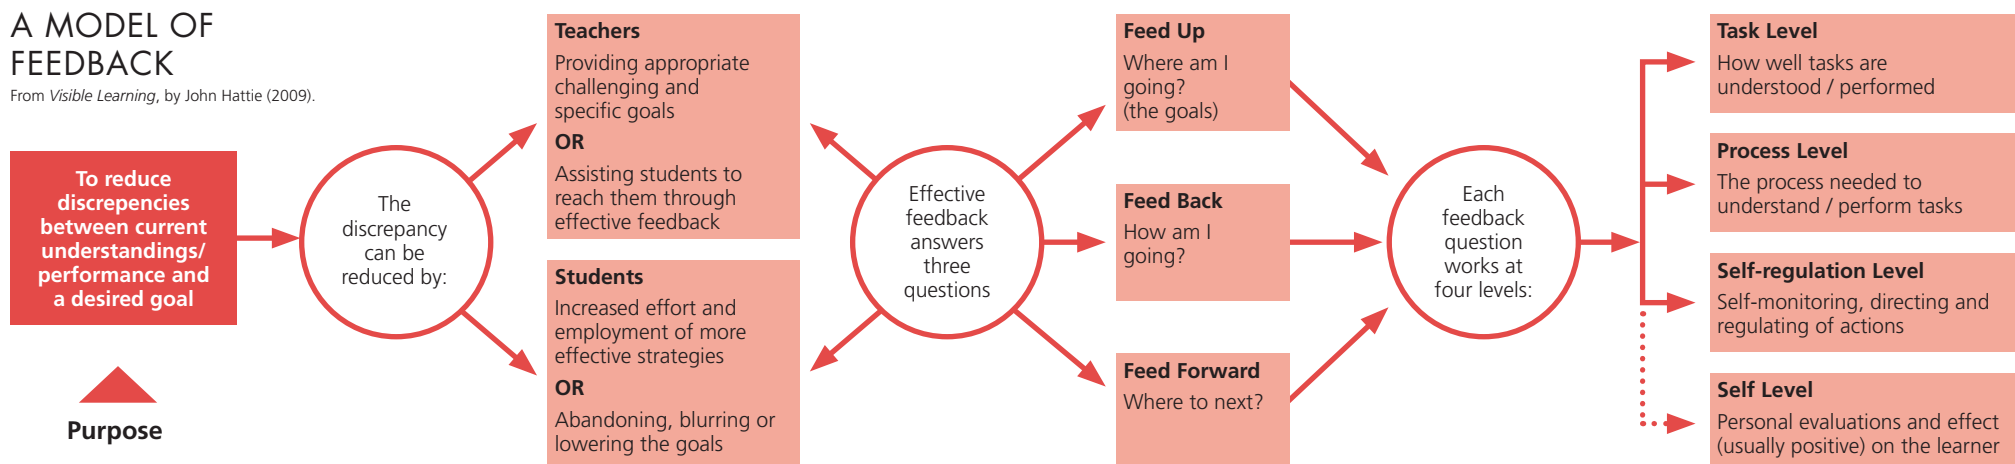 A MODEL OF
FEEDBACK
From Visible Learning, by John Hattie (2009).
To reduce
discrepencies
between current
understandings/
performance and
a desired goal
Purpose
The
discrepancy
can be
reduced by:
Teachers
Providing appropriate
challenging and
specific goals
OR
Assisting students to
reach them through
effective feedback
Students
Increased effort and
employment of more
effective strategies
OR
Abandoning, blurring or
lowering the goals
Effective
feedback
answers
three
questions
Feed Up
Where am I
going?
(the goals)
Feed Back
How am I
going?
Feed Forward
Where to next?
Each
feedback
question
works at
four levels:
Task Level
How well tasks are
understood / performed
Process Level
The process needed to
understand / perform tasks
Self-regulation Level
Self-monitoring, directing and
regulating of actions
Self Level
Personal evaluations and effect
(usually positive) on the learner